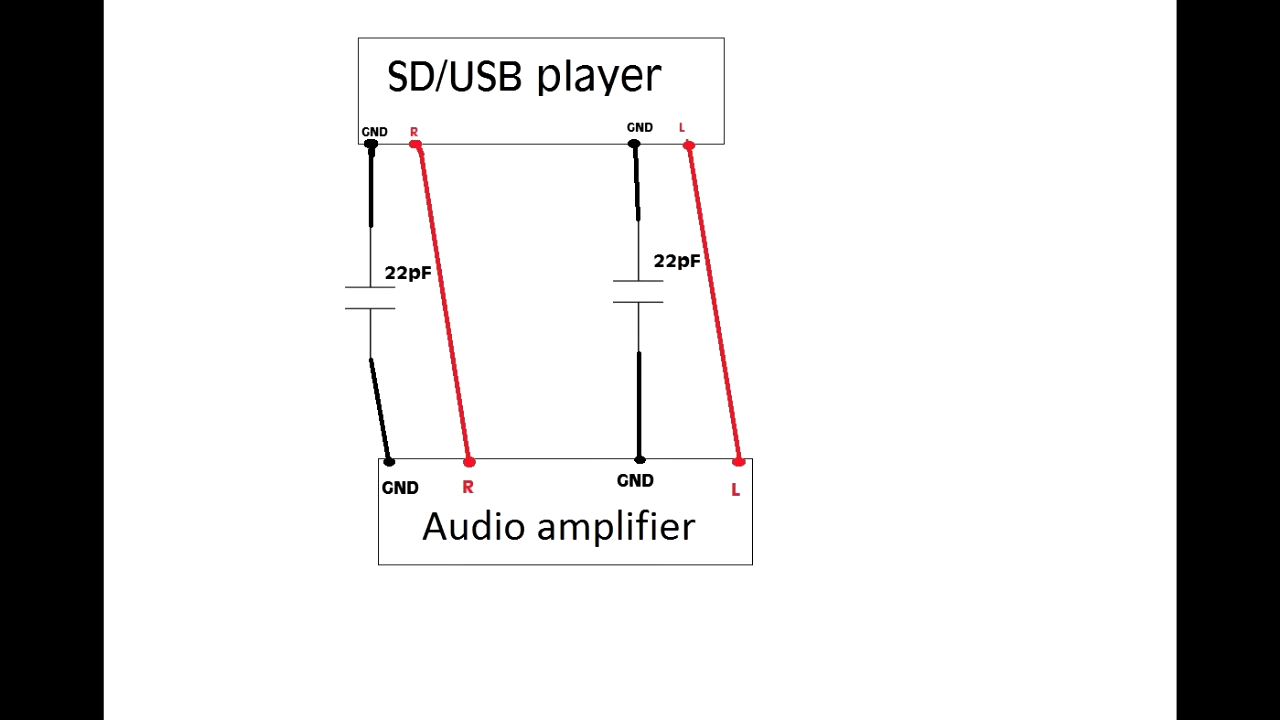 SD/USB player
GND R GND L
22pF 22pF
GND R GND L
Audio amplifier